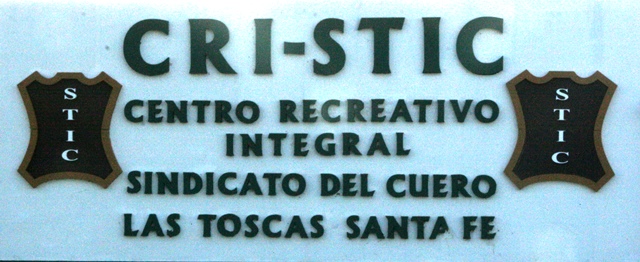 CRI-STIC
STIC
CENTRO RECREATIVO
INTEGRAL
SINDICATO DEL CUERO
LAS TOSCAS SANTA FE
STIC